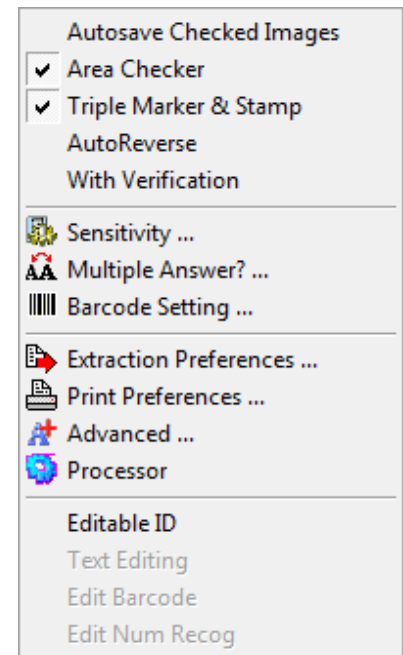 Autosave Checked Images
Area Checker
Triple Marker & Stamp
AutoReverse
With Verification
Sensitivity ...
Multiple Answer? ...
Barcode Setting ...
Extraction Preferences ...
Print Preferences ...
Advanced ...
Processor
Editable ID
Text Editing
Edit Barcode
Edit Num Recog